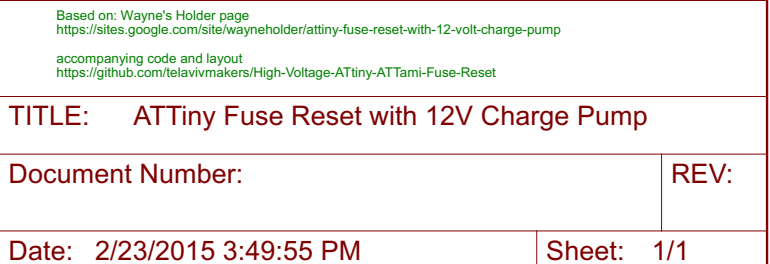 Based on: Wayne's Holder page
https://sites.google.com/site/wayneholder/attiny-fuse-reset-with-12-volt-charge-pump
accompanying code and layout
https://github.com/telavivmakers/High-Voltage-ATtiny-ATTami-Fuse-Reset
TITLE: ATTiny Fuse Reset with 12V Charge Pump
Document Number: REV:
Date: 2/23/2015 3:49:55 PM Sheet: 1/1